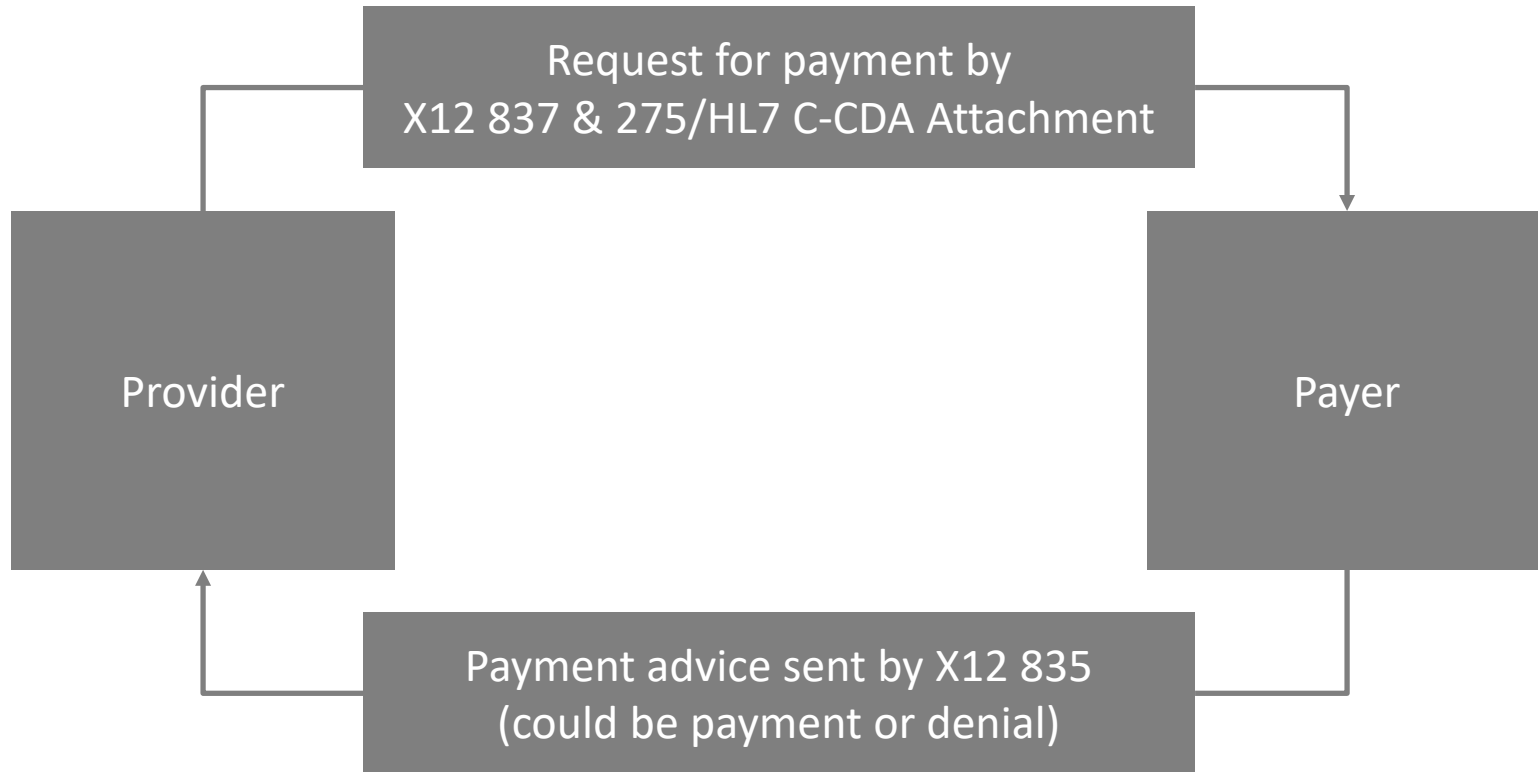 Request for payment by
X12 837 & 275/HL7 C-CDA Attachment
Provider
Payer
Payment advice sent by X12 835
(could be payment or denial)